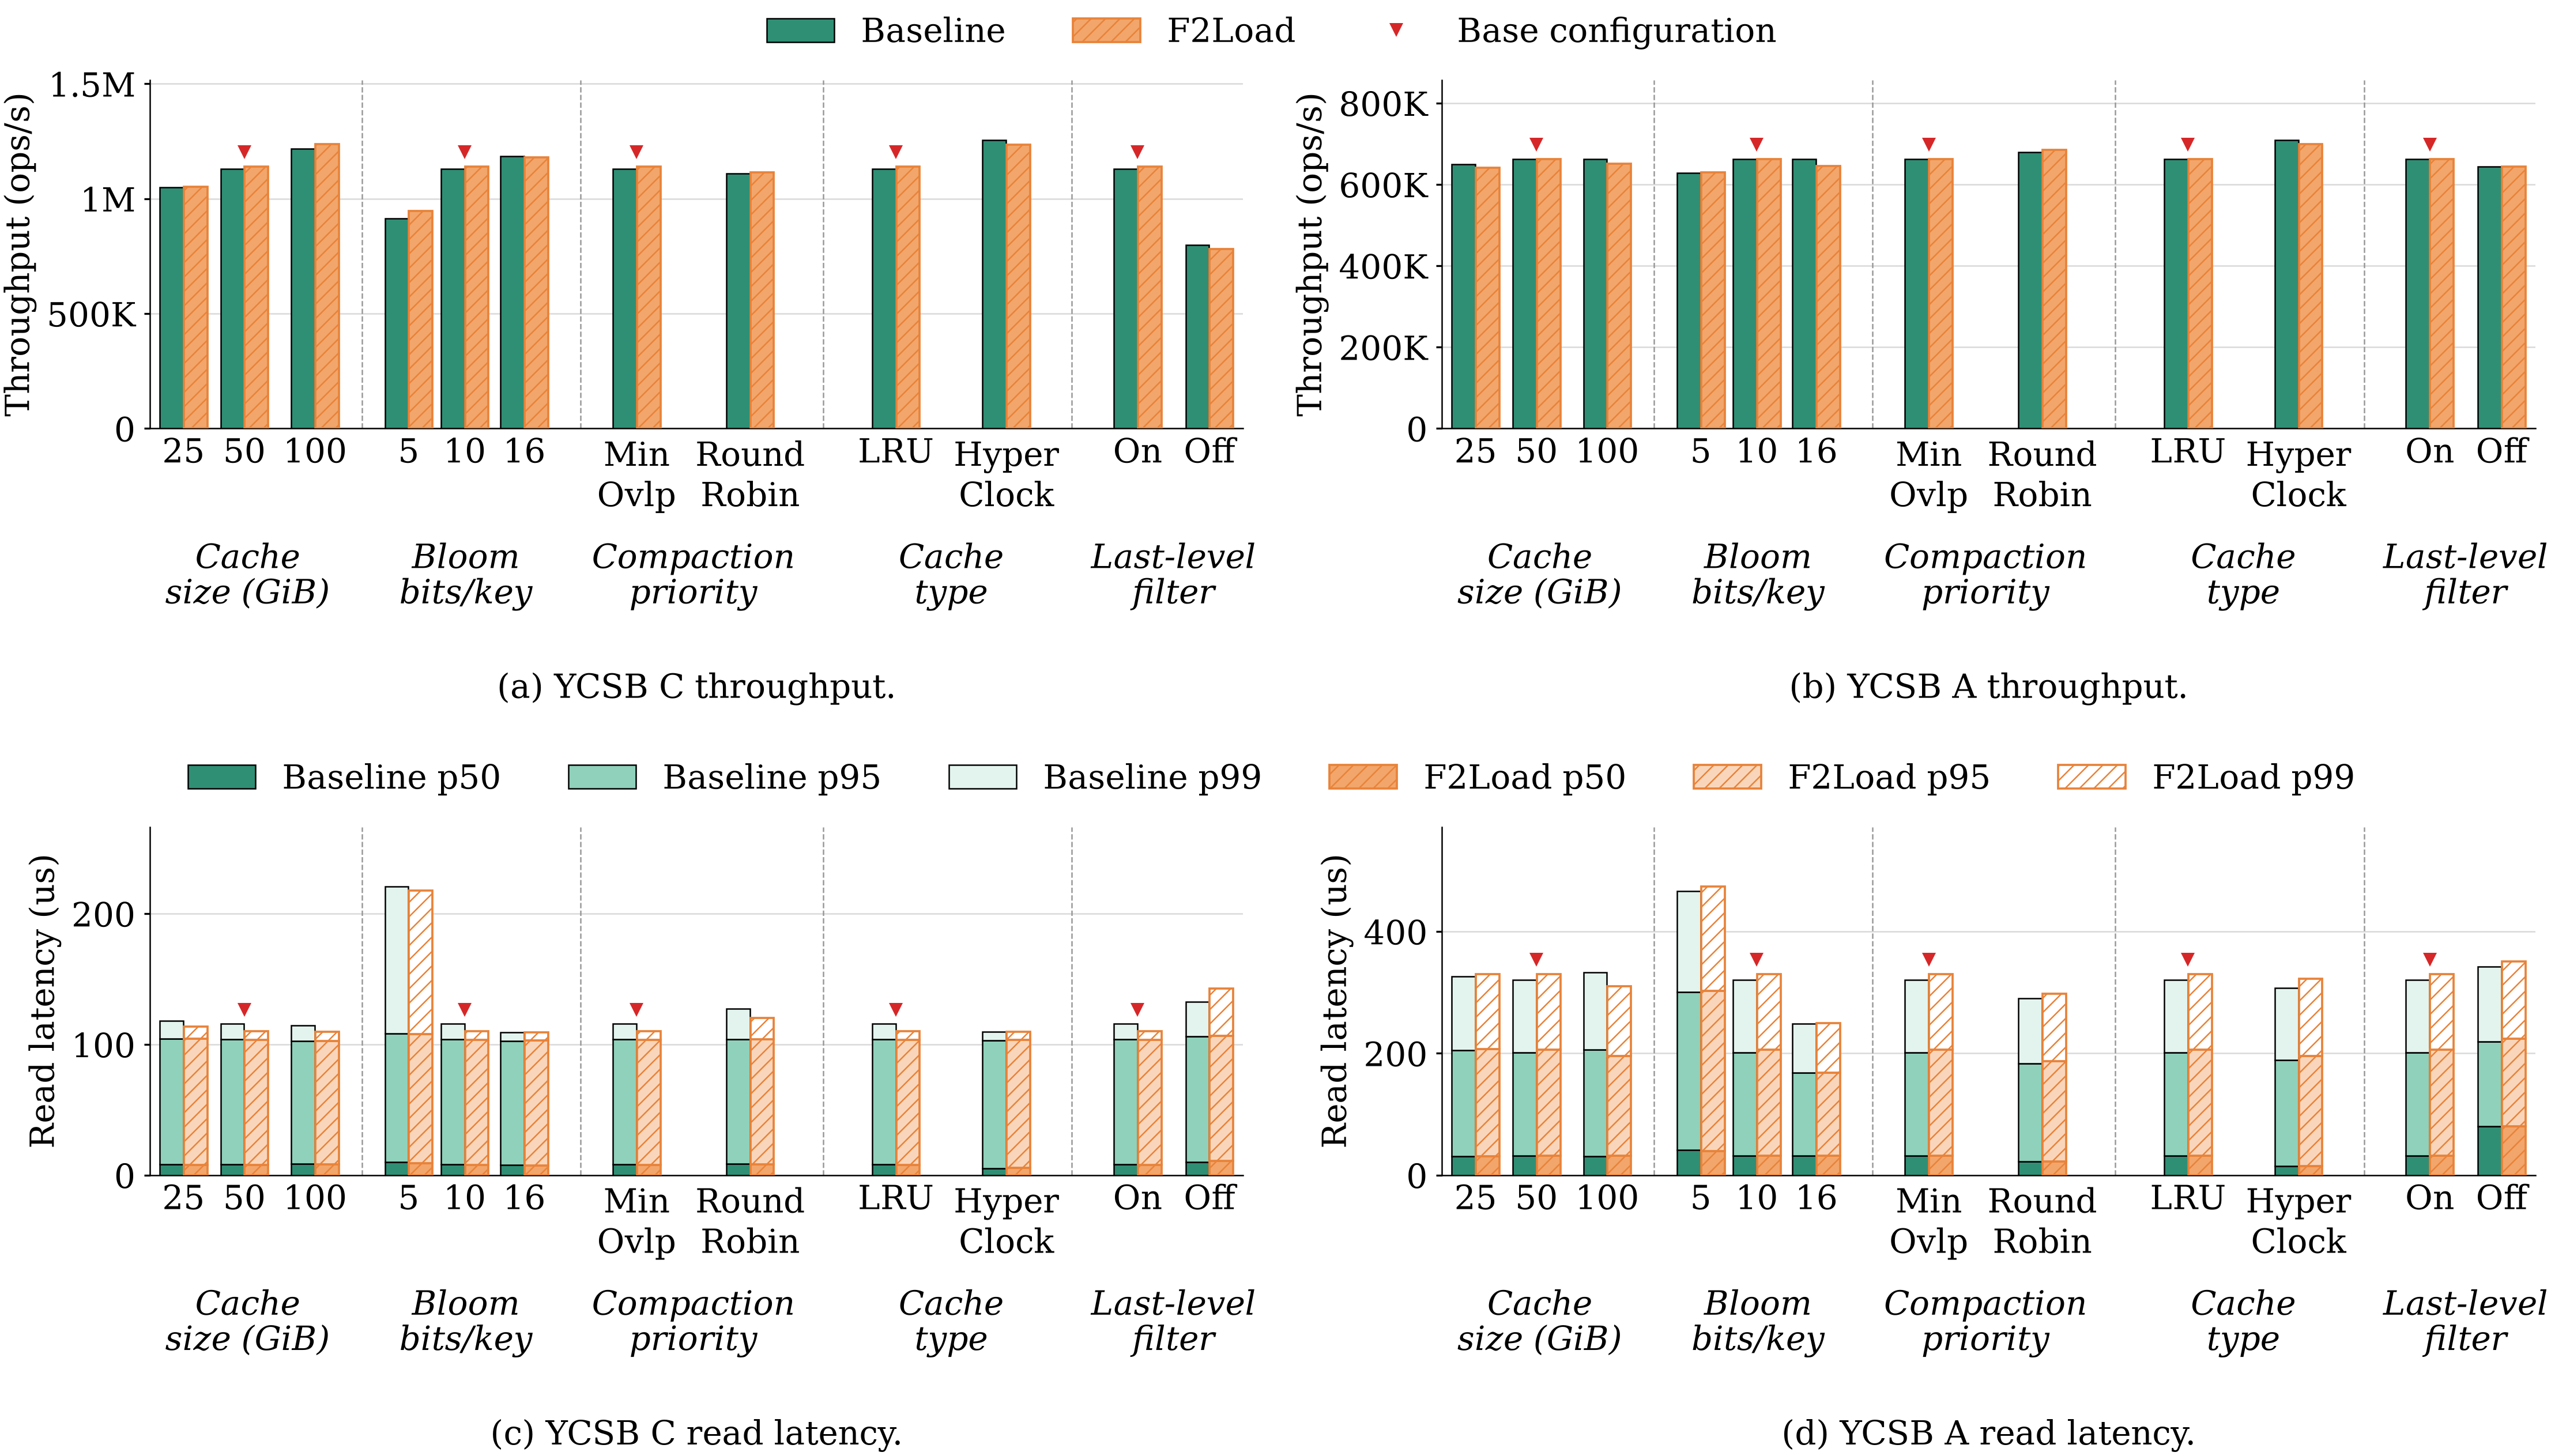 Baseline F2Load Base configuration
Throughput (ops/s)
1.5M
1M
500K
0
25 50 100 5 10 16 Min Round LRU Hyper On Off
Ovlp Robin Clock
Cache Bloom Compaction Cache Last-level
size (GiB) bits/key priority type filter
(a) YCSB C throughput.
Throughput (ops/s)
800K
600K
400K
200K
0
25 50 100 5 10 16 Min Round LRU Hyper On Off
Ovlp Robin Clock
Cache Bloom Compaction Cache Last-level
size (GiB) bits/key priority type filter
(b) YCSB A throughput.
Baseline p50 Baseline p95 Baseline p99 F2Load p50 F2Load p95 F2Load p99
Read latency (us)
200
100
0
25 50 100 5 10 16 Min Round LRU Hyper On Off
Ovlp Robin Clock
Cache Bloom Compaction Cache Last-level
size (GiB) bits/key priority type filter
(c) YCSB C read latency.
Read latency (us)
400
200
0
25 50 100 5 10 16 Min Round LRU Hyper On Off
Ovlp Robin Clock
Cache Bloom Compaction Cache Last-level
size (GiB) bits/key priority type filter
(d) YCSB A read latency.